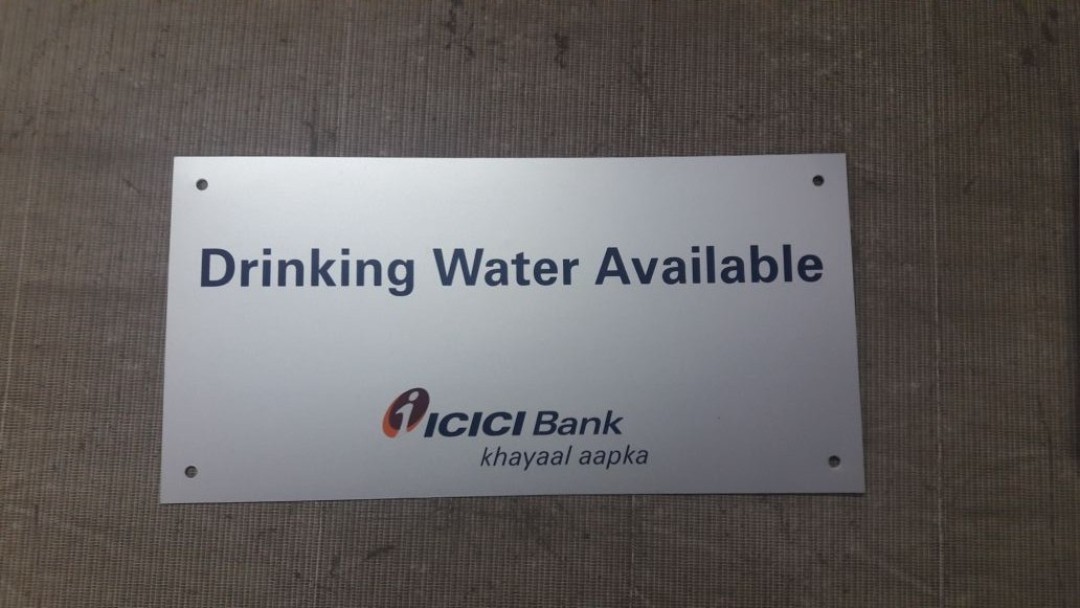 Drinking Water Available
ICICI Bank
khayaal aapka